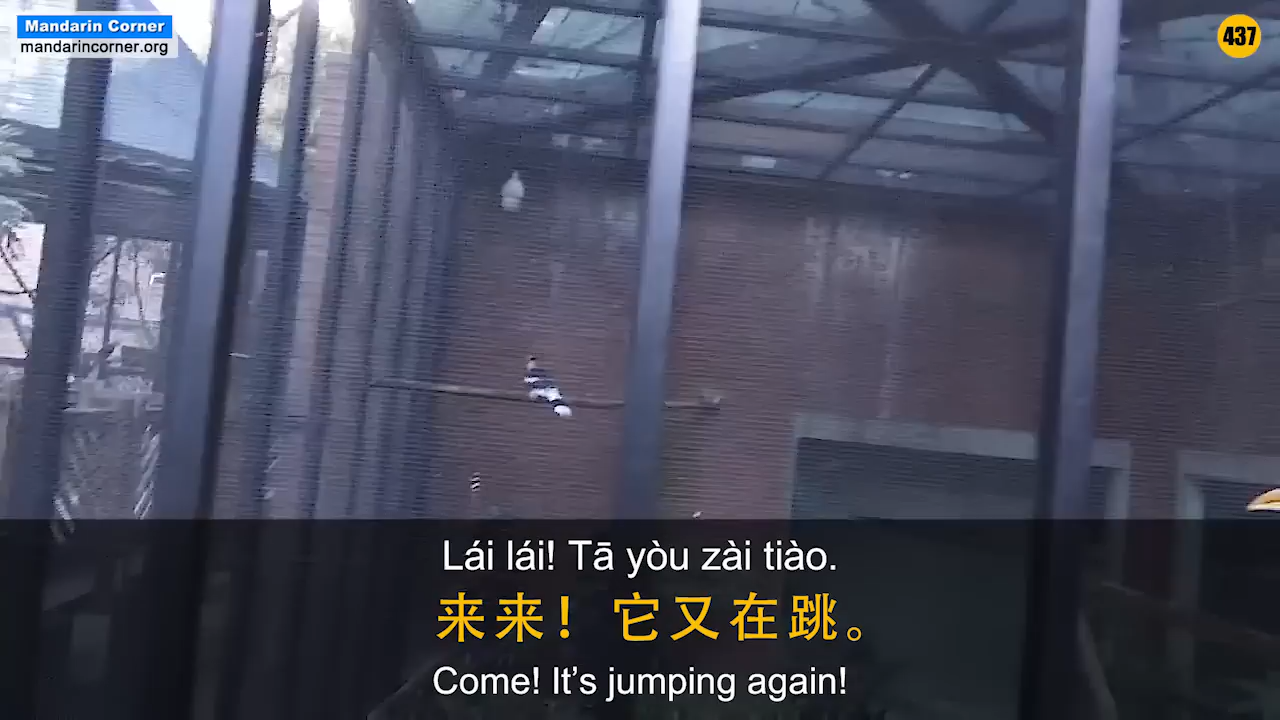 Mandarin Corner
mandarincorner.org
437
Lái lái! Tā yòu zài tiào.
来来！它又在跳。
Come! It's jumping again!